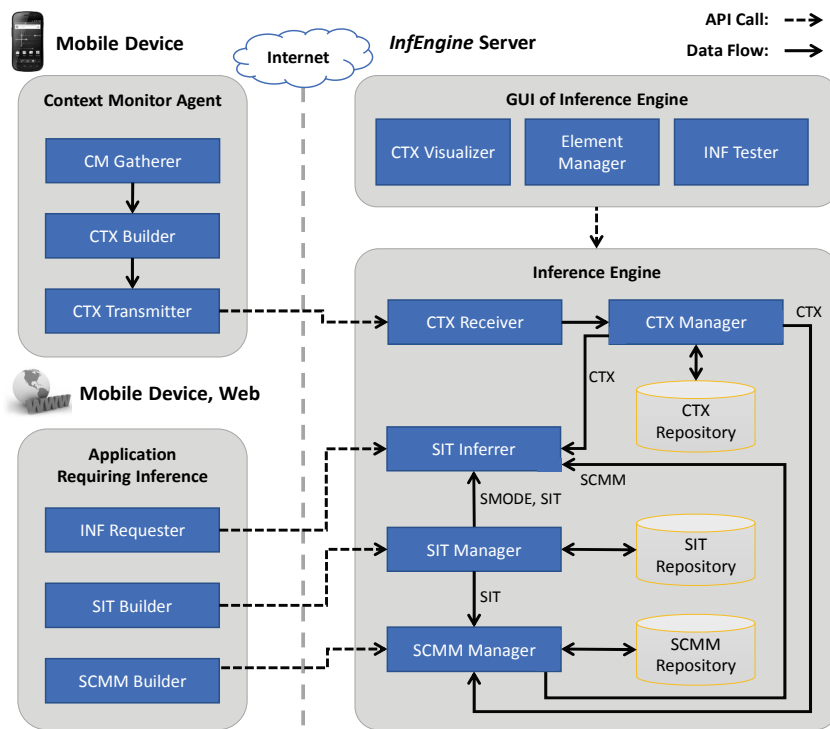 Mobile Device
Internet
InfEngine Server
API Call:
Data Flow:
Context Monitor Agent
CM Gatherer
CTX Builder
CTX Transmitter
GUI of Inference Engine
CTX Visualizer
Element
Manager
INF Tester
Inference Engine
CTX Receiver
CTX Manager
CTX
CTX
CTX
Repository
WWW
Mobile Device, Web
Application
Requiring Inference
INF Requester
SIT Builder
SCMM Builder
SIT Inferrer
SCMM
SMODE, SIT
SIT Manager
SIT
Repository
SIT
SCMM Manager
SCMM
Repository